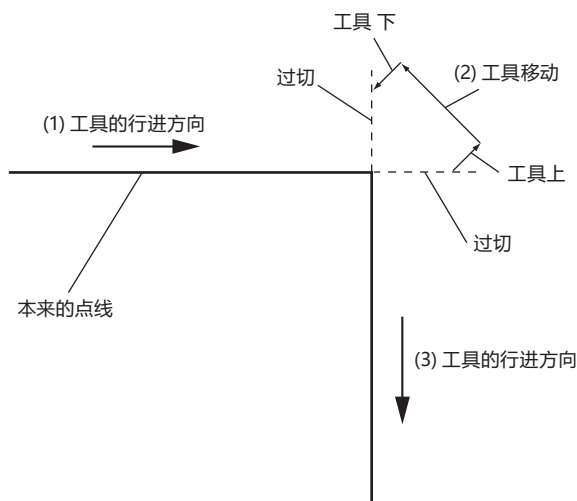 工具 下
过切
(2) 工具移动
(1) 工具的行进方向
工具上
过切
本来的点线
(3) 工具的行进方向